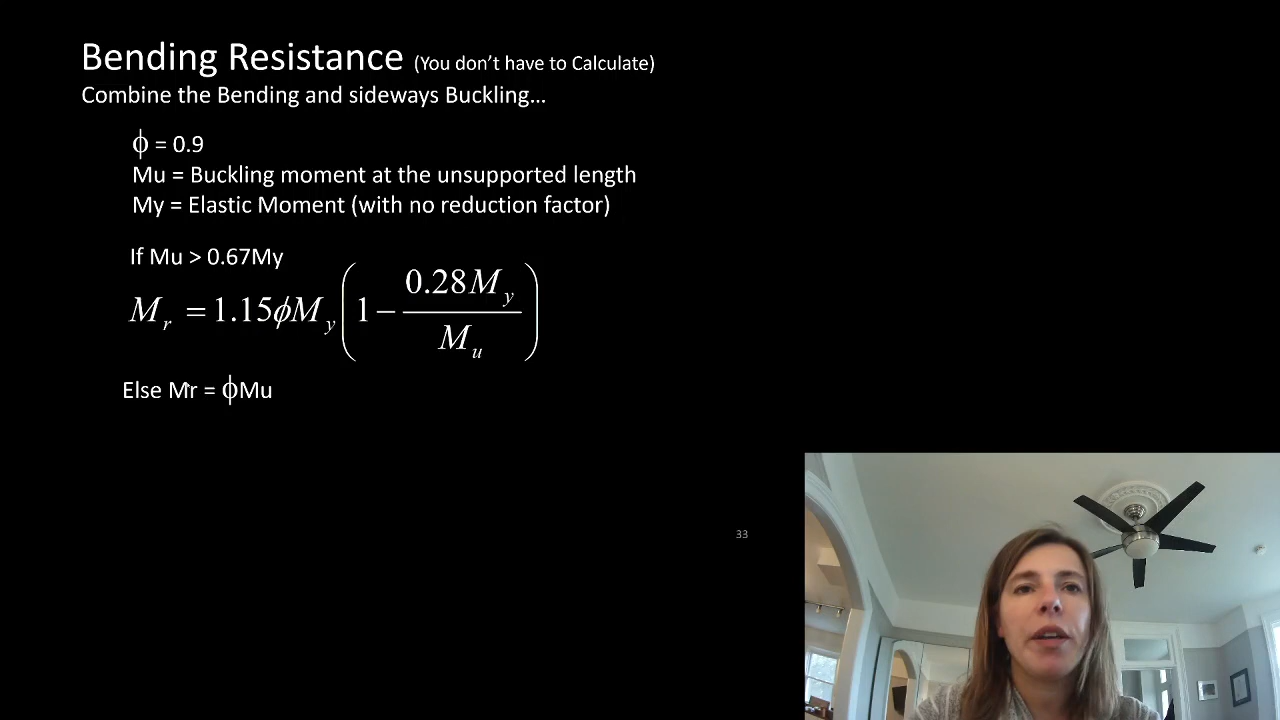 Bending Resistance (You don’t have to Calculate)
Combine the Bending and sideways Buckling…
ϕ = 0.9
Mu = Buckling moment at the unsupported length
My = Elastic Moment (with no reduction factor)
If Mu > 0.67My
M_r = 1.15ϕM_y(1 − 0.28M_y / M_u)
Else Mr = ϕMu
33